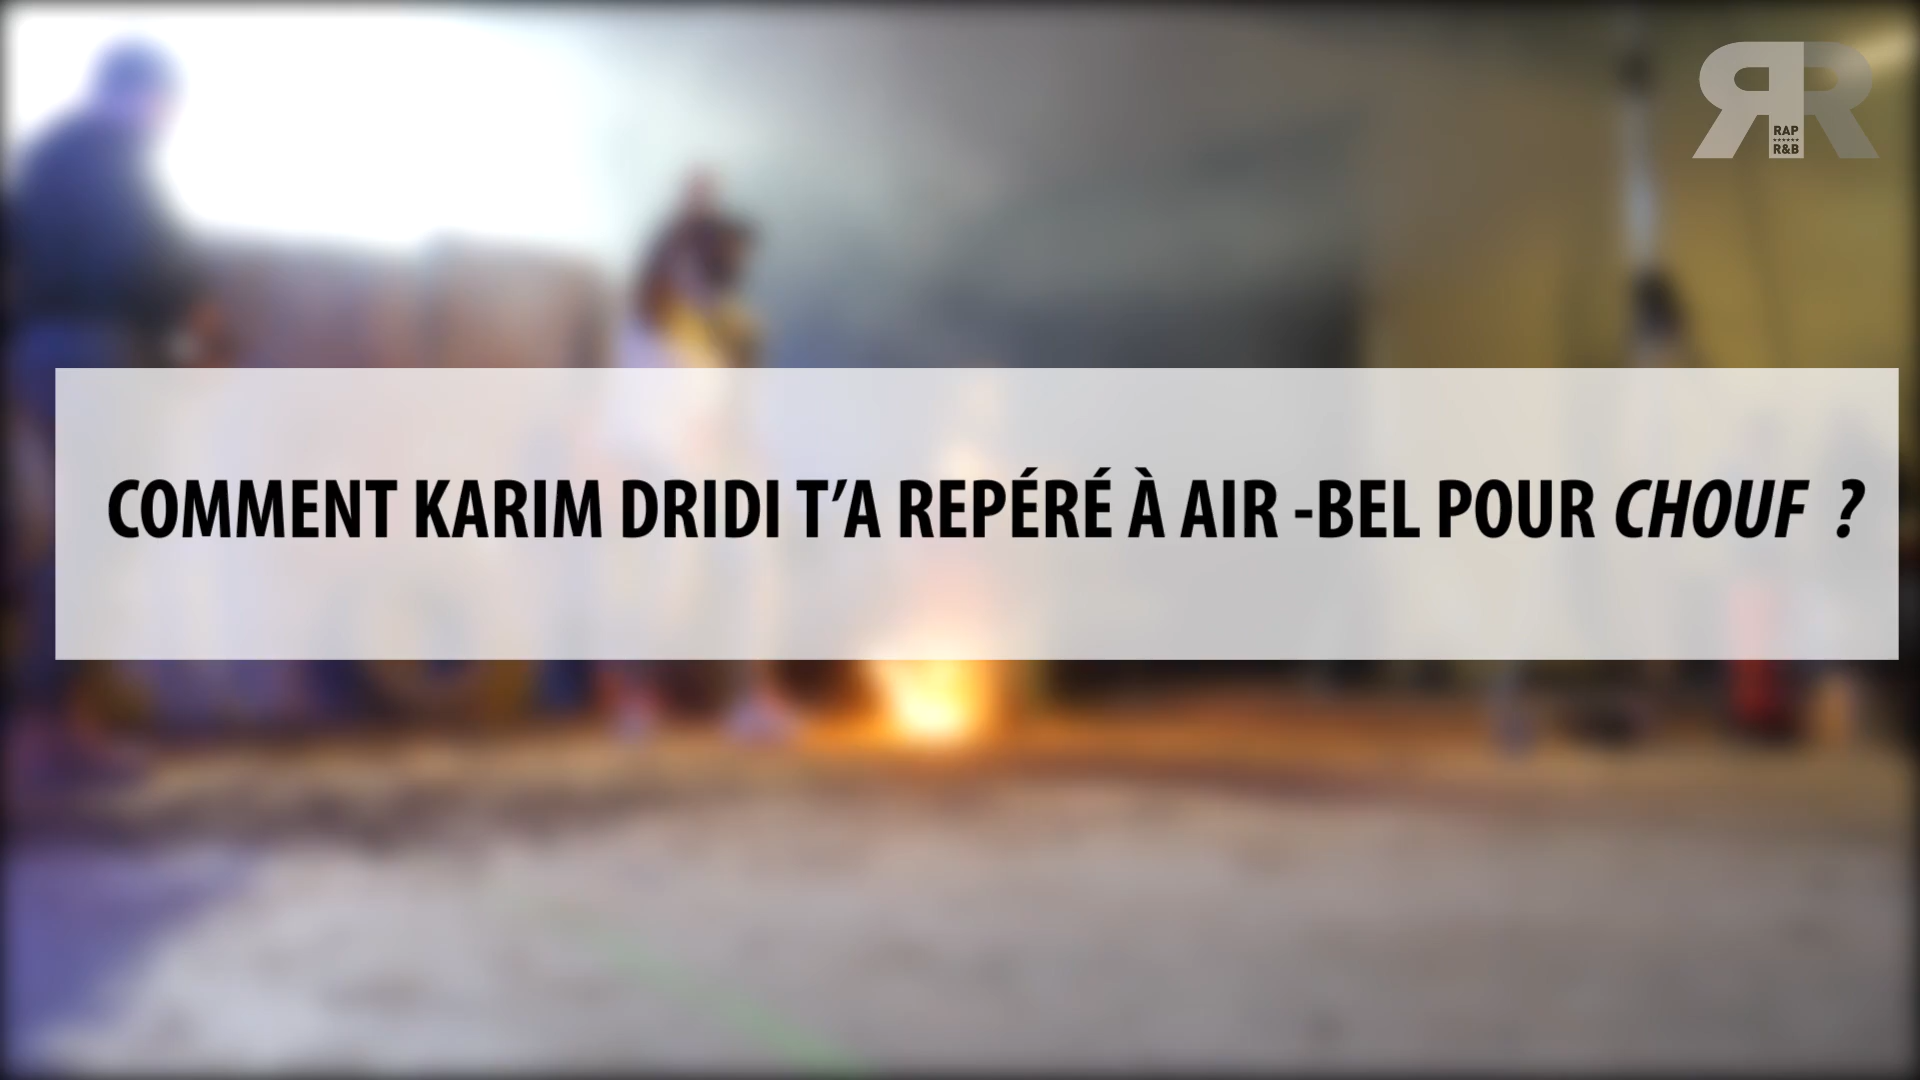 RAP
R&B
COMMENT KARIM DRIDI T’A REPÉRÉ À AIR -BEL POUR CHOUF ?